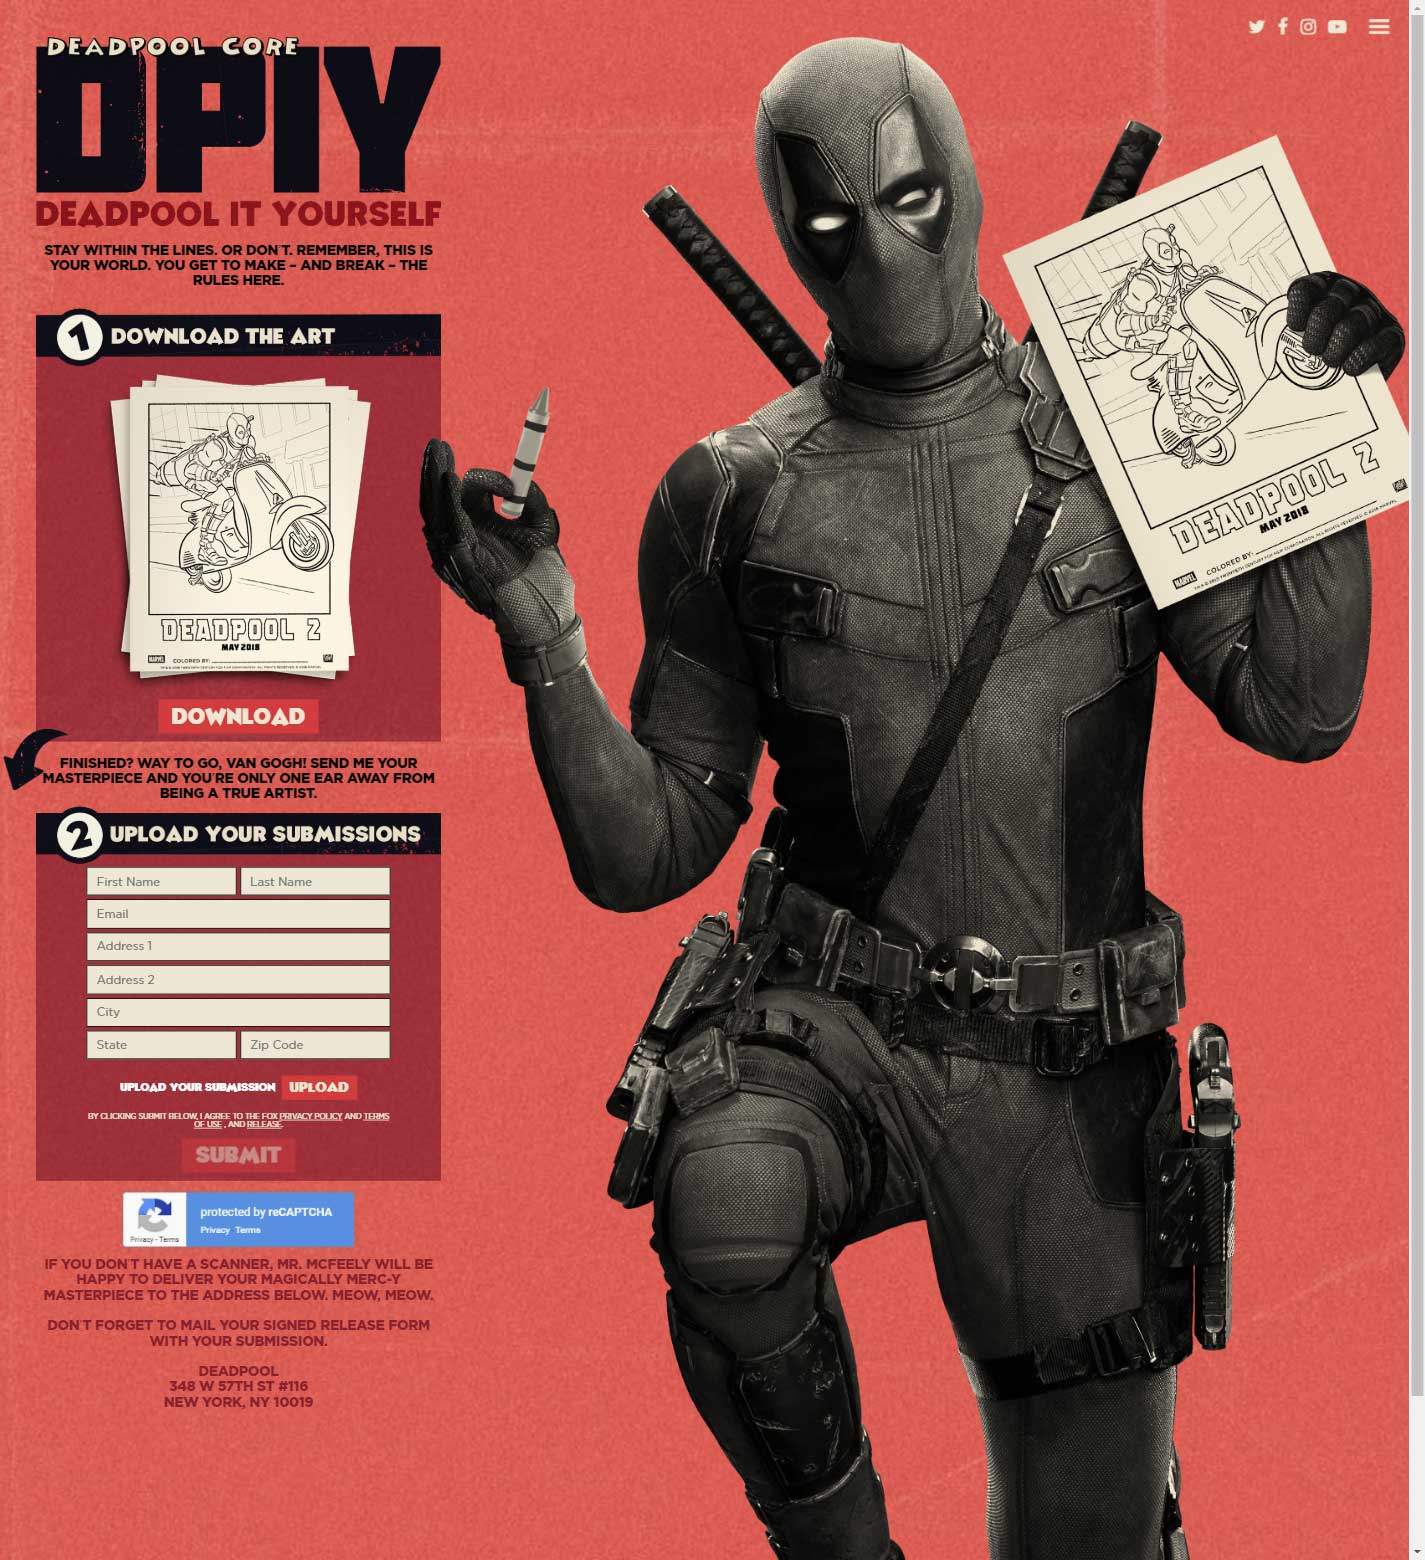 DEADPOOL CORE
DPIY
DEADPOOL IT YOURSELF
STAY WITHIN THE LINES. OR DON'T. REMEMBER, THIS IS
YOUR WORLD. YOU GET TO MAKE – AND BREAK – THE
RULES HERE.
1 DOWNLOAD THE ART
DEADPOOL 2
MAY 2018
MARVEL COLORED BY:
DOWNLOAD
FINISHED? WAY TO GO, VAN GOGH! SEND ME YOUR
MASTERPIECE AND YOU'RE ONLY ONE EAR AWAY FROM
BEING A TRUE ARTIST.
2 UPLOAD YOUR SUBMISSIONS
First Name Last Name
Email
Address 1
Address 2
City
State Zip Code
UPLOAD YOUR SUBMISSION UPLOAD
BY CLICKING SUBMIT BELOW, I AGREE TO THE FOX PRIVACY POLICY AND TERMS
OF USE , AND RELEASE.
SUBMIT
protected by reCAPTCHA
Privacy Terms
Privacy - Terms
IF YOU DON'T HAVE A SCANNER, MR. MCFEELY WILL BE
HAPPY TO DELIVER YOUR MAGICALLY MERC-Y
MASTERPIECE TO THE ADDRESS BELOW. MEOW, MEOW.
DON'T FORGET TO MAIL YOUR SIGNED RELEASE FORM
WITH YOUR SUBMISSION.
DEADPOOL
348 W 57TH ST #116
NEW YORK, NY 10019
DEADPOOL 2
MAY 2018
MARVEL COLORED BY: